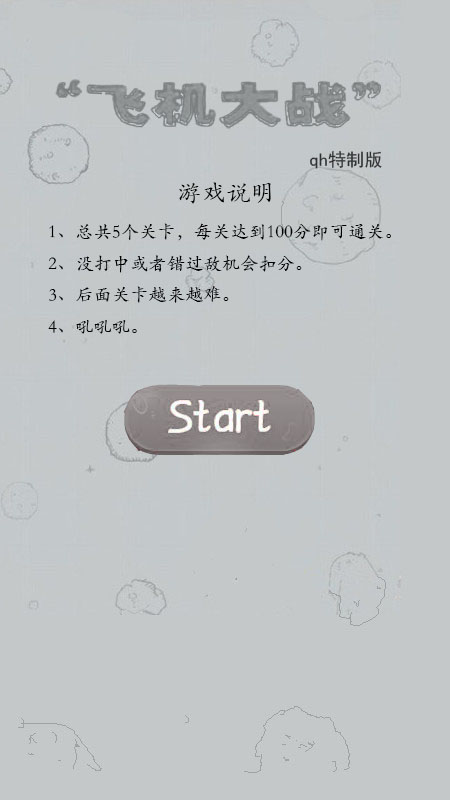 “飞机大战”
qh特制版
游戏说明
1、总共5个关卡，每关达到100分即可通关。
2、没打中或者错过敌机会扣分。
3、后面关卡越来越难。
4、吼吼吼。
Start